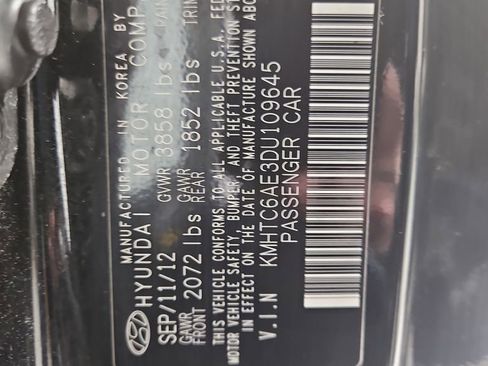 MANUFACTURED IN KOREA BY
HYUNDAI MOTOR COMP
SEP/11/12 GVWR 3858 lbs
GAWR FRONT 2072 lbs GAWR REAR 1852 lbs TRIM
THIS VEHICLE CONFORMS TO ALL APPLICABLE U.S.A. FED
MOTOR VEHICLE SAFETY, BUMPER, AND THEFT PREVENTION ST
IN EFFECT ON THE DATE OF MANUFACTURE SHOWN ABO
V.I.N KMHTC6AE3DU109645
PASSENGER CAR